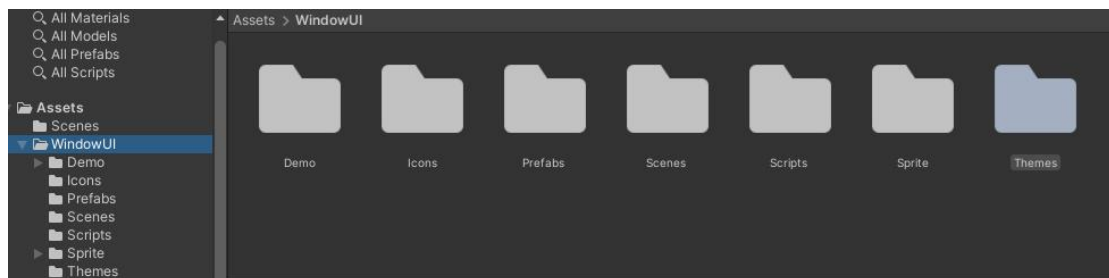 All Materials
All Models
All Prefabs
All Scripts
Assets
Scenes
WindowUI
Demo
Icons
Prefabs
Scenes
Scripts
Sprite
Themes
Assets > WindowUI
Demo Icons Prefabs Scenes Scripts Sprite Themes